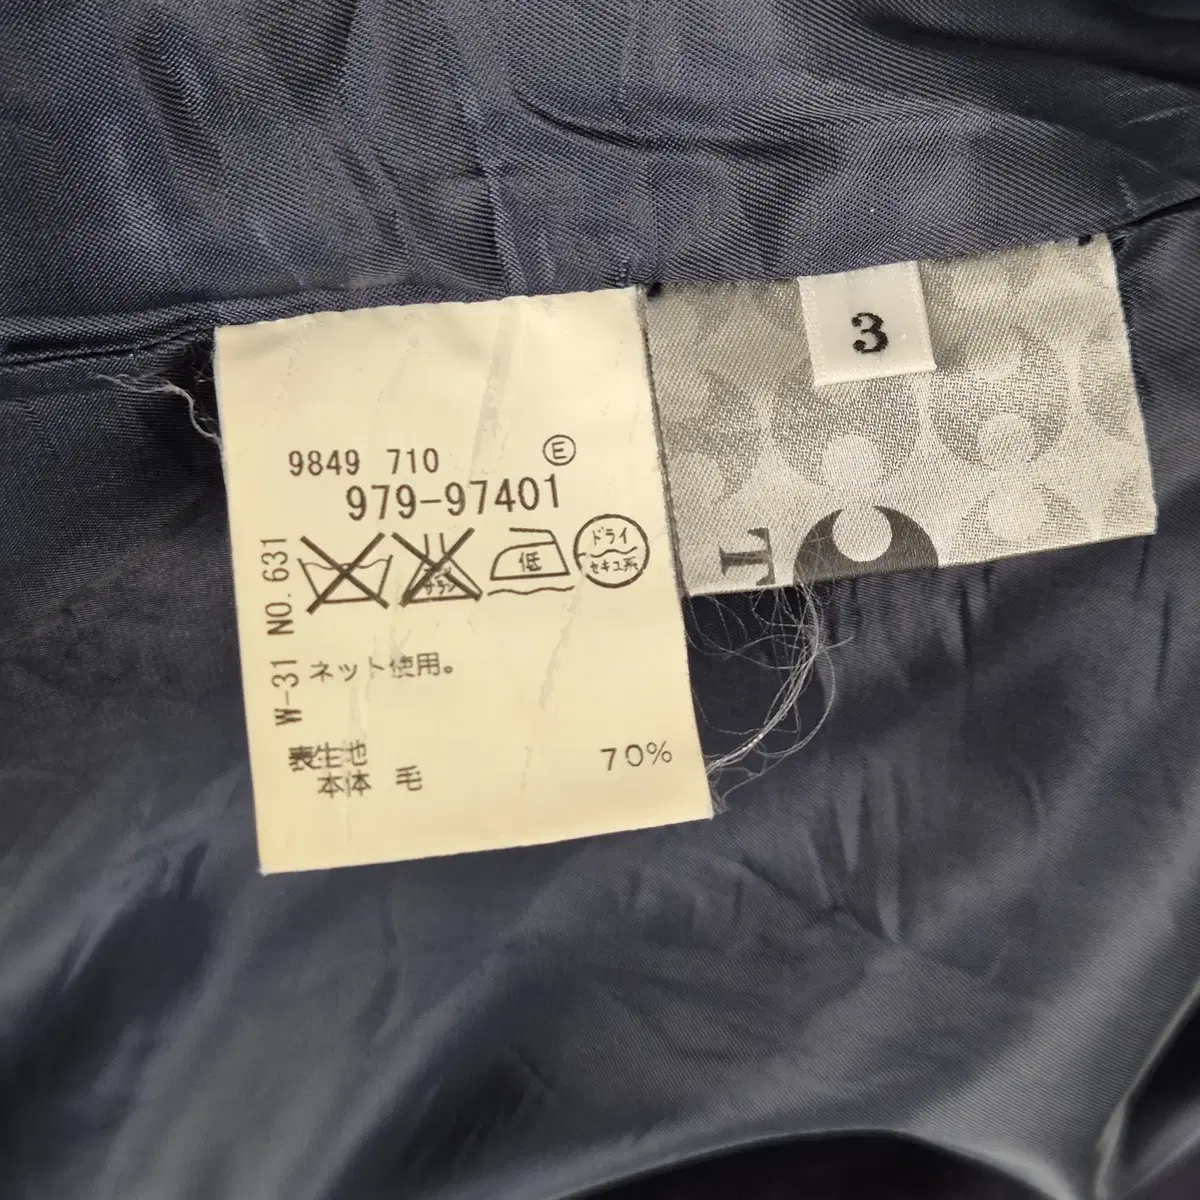 3
9849 710 E
979-97401
低
ドライ
セキユ系
NO.631
W-31
ネット使用。
表生地
本体 毛 70%
T